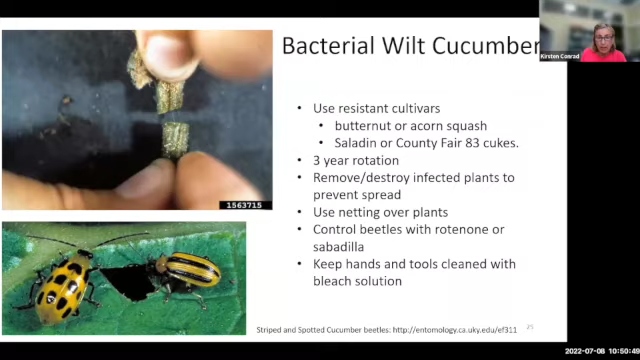 Bacterial Wilt Cucumber
Kirsten Conrad
• Use resistant cultivars
• butternut or acorn squash
• Saladin or County Fair 83 cukes.
• 3 year rotation
• Remove/destroy infected plants to
prevent spread
• Use netting over plants
• Control beetles with rotenone or
sabadilla
• Keep hands and tools cleaned with
bleach solution
1563715
Striped and Spotted Cucumber beetles: http://entomology.ca.uky.edu/ef311
25
2022-07-08 10:50:49